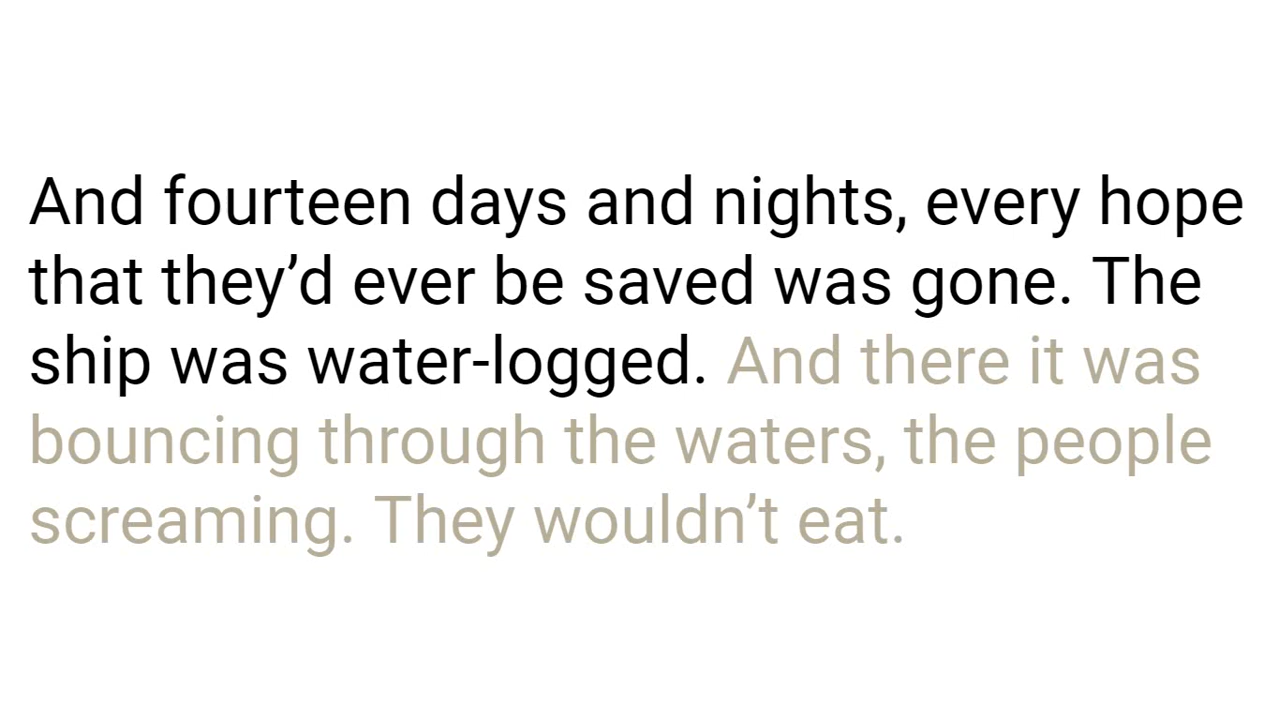 And fourteen days and nights, every hope
that they’d ever be saved was gone. The
ship was water-logged. And there it was
bouncing through the waters, the people
screaming. They wouldn’t eat.